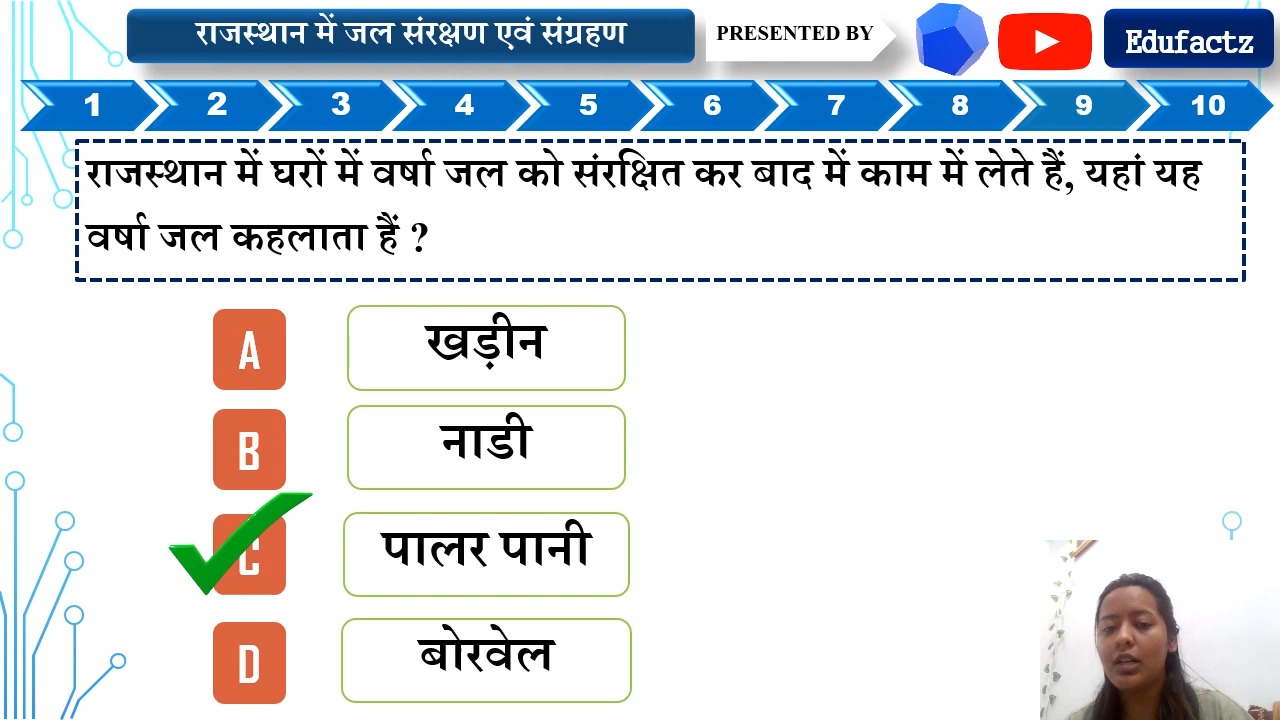 राजस्थान में जल संरक्षण एवं संग्रहण
PRESENTED BY
Edufactz
1 2 3 4 5 6 7 8 9 10
राजस्थान में घरों में वर्षा जल को संरक्षित कर बाद में काम में लेते हैं, यहां यह
वर्षा जल कहलाता हैं ?
A खड़ीन
B नाडी
C पालर पानी
D बोरवेल